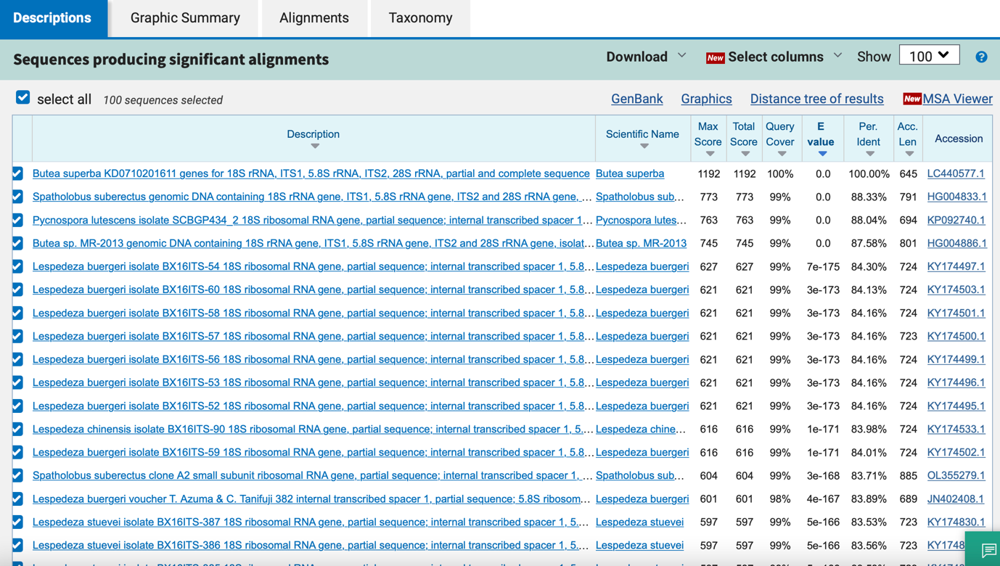 Descriptions Graphic Summary Alignments Taxonomy
Sequences producing significant alignments Download New Select columns Show 100 ?
select all 100 sequences selected GenBank Graphics Distance tree of results New MSA Viewer
Description Scientific Name Max Score Total Score Query Cover E value Per. Ident Acc. Len Accession
Butea superba KD0710201611 genes for 18S rRNA, ITS1, 5.8S rRNA, ITS2, 28S rRNA, partial and complete sequence Butea superba 1192 1192 100% 0.0 100.00% 645 LC440577.1
Spatholobus suberectus genomic DNA containing 18S rRNA gene, ITS1, 5.8S rRNA gene, ITS2 and 28S rRNA gene, ... Spatholobus sub... 773 773 99% 0.0 88.33% 791 HG004833.1
Pycnospora lutescens isolate SCBGP434_2 18S ribosomal RNA gene, partial sequence; internal transcribed spacer 1... Pycnospora lutes... 763 763 99% 0.0 88.04% 694 KP092740.1
Butea sp. MR-2013 genomic DNA containing 18S rRNA gene, ITS1, 5.8S rRNA gene, ITS2 and 28S rRNA gene, isolat... Butea sp. MR-2013 745 745 99% 0.0 87.58% 801 HG004886.1
Lespedeza buergeri isolate BX16ITS-54 18S ribosomal RNA gene, partial sequence; internal transcribed spacer 1, 5.8... Lespedeza buergeri 627 627 99% 7e-175 84.30% 724 KY174497.1
Lespedeza buergeri isolate BX16ITS-60 18S ribosomal RNA gene, partial sequence; internal transcribed spacer 1, 5.8... Lespedeza buergeri 621 621 99% 3e-173 84.13% 724 KY174503.1
Lespedeza buergeri isolate BX16ITS-58 18S ribosomal RNA gene, partial sequence; internal transcribed spacer 1, 5.8... Lespedeza buergeri 621 621 99% 3e-173 84.16% 724 KY174501.1
Lespedeza buergeri isolate BX16ITS-57 18S ribosomal RNA gene, partial sequence; internal transcribed spacer 1, 5.8... Lespedeza buergeri 621 621 99% 3e-173 84.16% 723 KY174500.1
Lespedeza buergeri isolate BX16ITS-56 18S ribosomal RNA gene, partial sequence; internal transcribed spacer 1, 5.8... Lespedeza buergeri 621 621 99% 3e-173 84.16% 724 KY174499.1
Lespedeza buergeri isolate BX16ITS-53 18S ribosomal RNA gene, partial sequence; internal transcribed spacer 1, 5.8... Lespedeza buergeri 621 621 99% 3e-173 84.16% 724 KY174496.1
Lespedeza buergeri isolate BX16ITS-52 18S ribosomal RNA gene, partial sequence; internal transcribed spacer 1, 5.8... Lespedeza buergeri 621 621 99% 3e-173 84.16% 724 KY174495.1
Lespedeza chinensis isolate BX16ITS-90 18S ribosomal RNA gene, partial sequence; internal transcribed spacer 1, 5.... Lespedeza chine... 616 616 99% 1e-171 83.98% 724 KY174533.1
Lespedeza buergeri isolate BX16ITS-59 18S ribosomal RNA gene, partial sequence; internal transcribed spacer 1, 5.8... Lespedeza buergeri 616 616 99% 1e-171 84.01% 724 KY174502.1
Spatholobus suberectus clone A2 small subunit ribosomal RNA gene, partial sequence; internal transcribed spacer 1, ... Spatholobus sub... 604 604 99% 3e-168 83.71% 885 OL355279.1
Lespedeza buergeri voucher T. Azuma & C. Tanifuji 382 internal transcribed spacer 1, partial sequence; 5.8S ribosom... Lespedeza buergeri 601 601 98% 4e-167 83.89% 689 JN402408.1
Lespedeza stuevei isolate BX16ITS-387 18S ribosomal RNA gene, partial sequence; internal transcribed spacer 1, 5.... Lespedeza stuevei 597 597 99% 5e-166 83.53% 723 KY174830.1
Lespedeza stuevei isolate BX16ITS-386 18S ribosomal RNA gene, partial sequence; internal transcribed spacer 1, 5.... Lespedeza stuevei 597 597 99% 5e-166 83.56% 723 KY1748